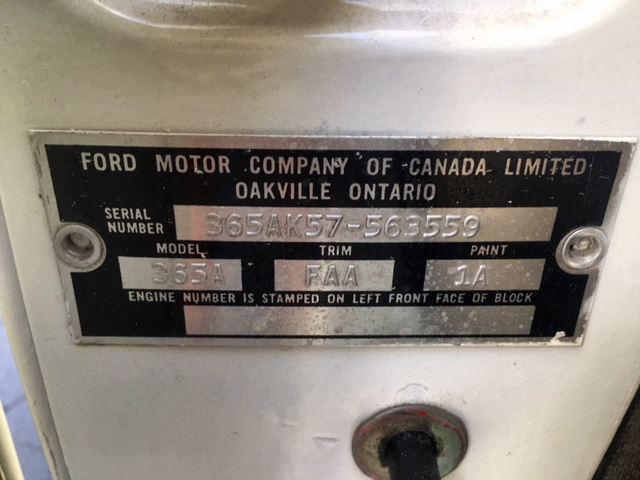 FORD MOTOR COMPANY OF CANADA LIMITED
OAKVILLE ONTARIO
SERIAL NUMBER 365AK57-563559
MODEL TRIM PAINT
365A FAA 1A
ENGINE NUMBER IS STAMPED ON LEFT FRONT FACE OF BLOCK